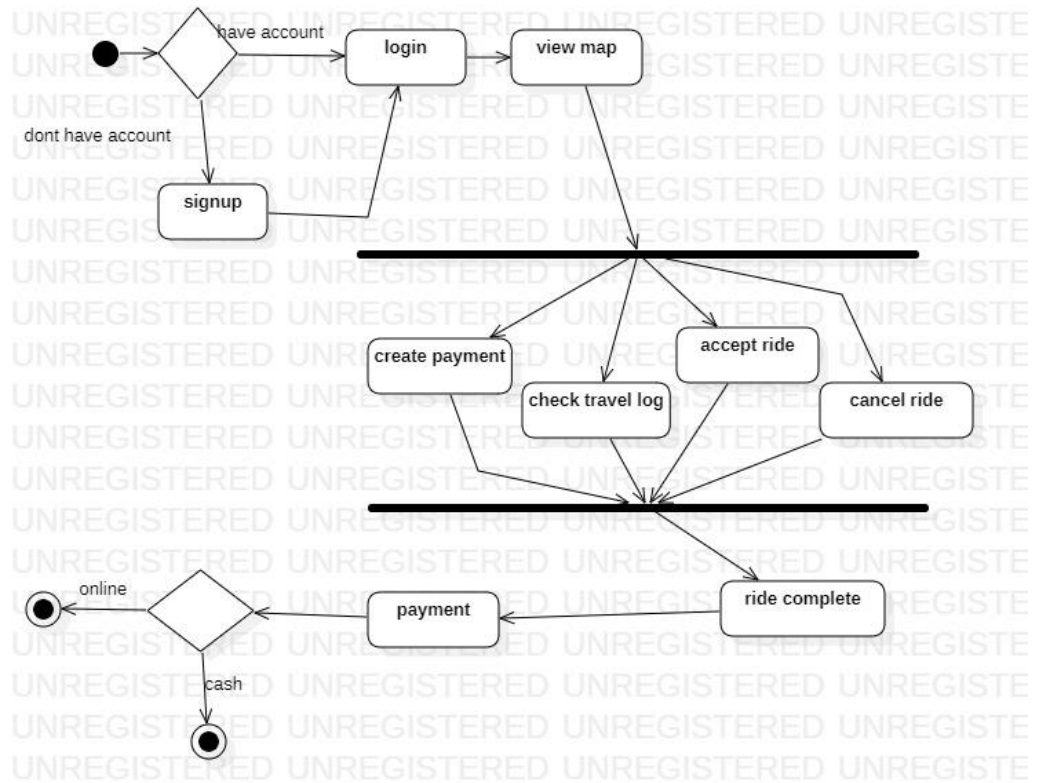 have account
login
view map
dont have account
signup
create payment
check travel log
accept ride
cancel ride
ride complete
payment
online
cash
UNREGISTERED